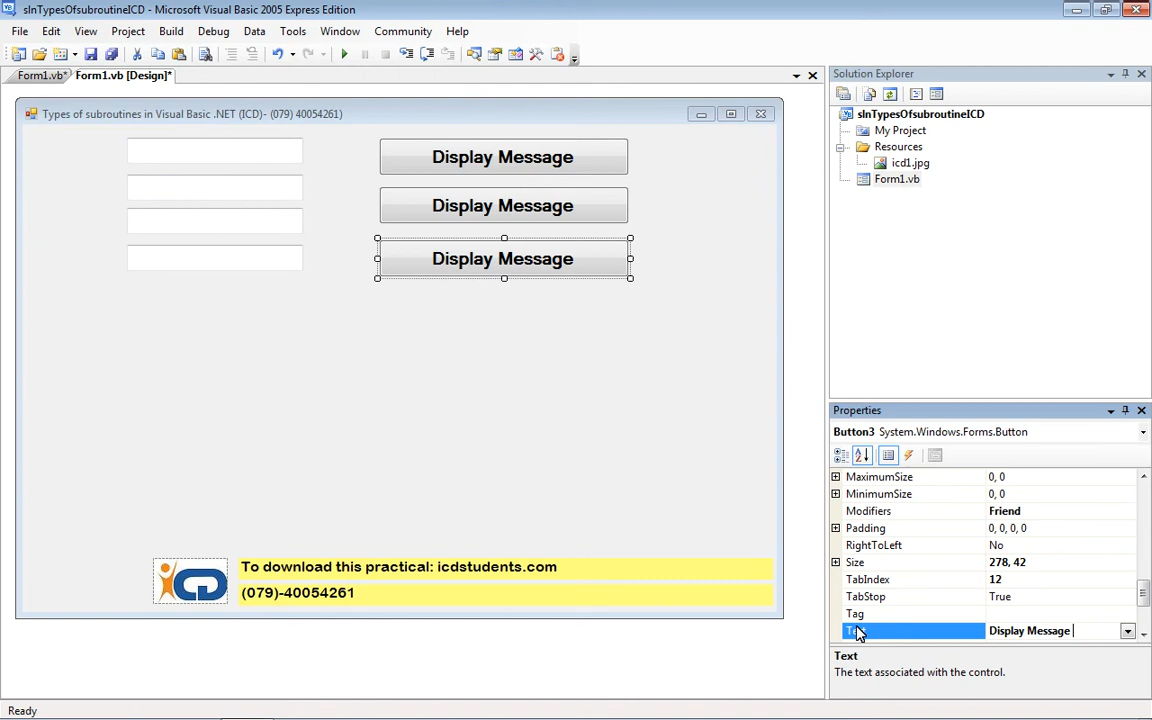 slnTypesOfsubroutineICD - Microsoft Visual Basic 2005 Express Edition
File Edit View Project Build Debug Data Tools Window Community Help
Form1.vb* Form1.vb [Design]*
Types of subroutines in Visual Basic .NET (ICD)- (079) 40054261)
Display Message
Display Message
Display Message
To download this practical: icdstudents.com
(079)-40054261
Solution Explorer
slnTypesOfsubroutineICD
My Project
Resources
icd1.jpg
Form1.vb
Properties
Button3 System.Windows.Forms.Button
MaximumSize 0, 0
MinimumSize 0, 0
Modifiers Friend
Padding 0, 0, 0, 0
RightToLeft No
Size 278, 42
TabIndex 12
TabStop True
Tag
Text Display Message
Text
The text associated with the control.
Ready